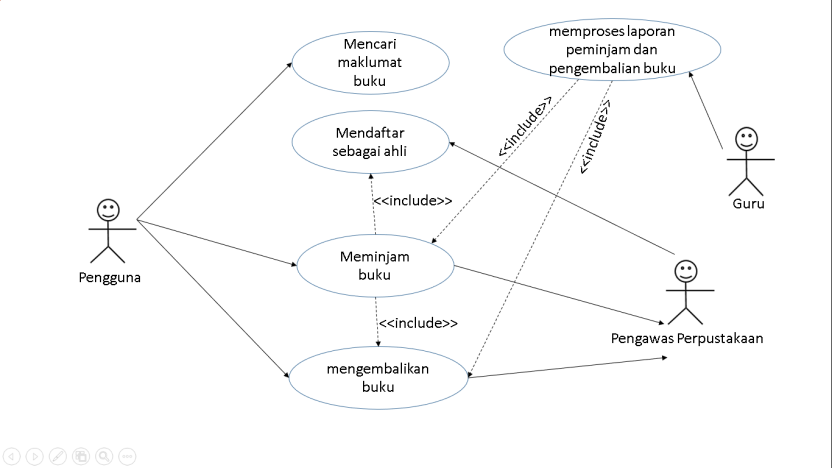 Mencari
maklumat
buku
memproses laporan
peminjam dan
pengembalian buku
<<include>>
<<include>>
Mendaftar
sebagai ahli
Guru
<<include>>
Pengguna
Meminjam
buku
<<include>>
Pengawas Perpustakaan
mengembalikan
buku